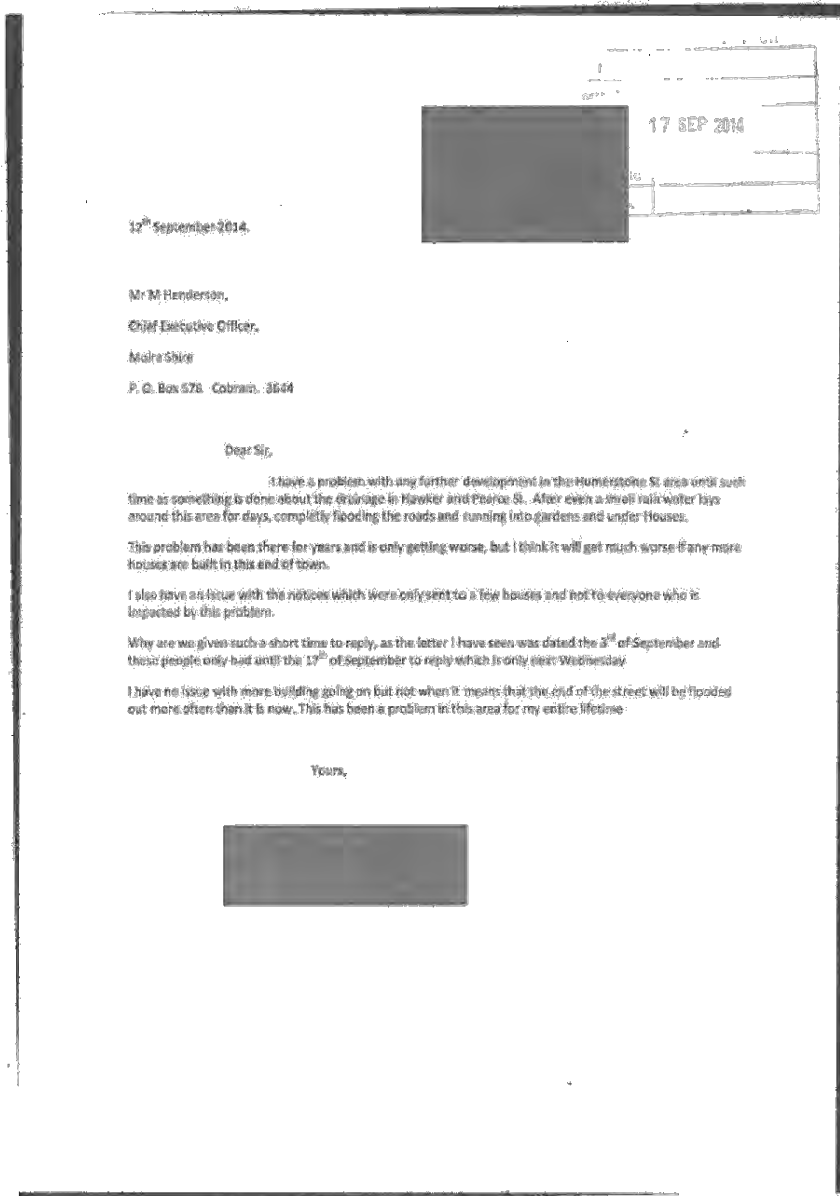 17 SEP 2014
12th September 2014.
Mr M Henderson,
Chief Executive Officer,
Moira Shire
P. O. Box 578 Cobram. 3644
Dear Sir,
I have a problem with any further development in the Humerstone St area until such
time as something is done about the drainage in Hawker and Pearce St. After even a small rain water lays
around this area for days, completly flooding the roads and running into gardens and under Houses.
This problem has been there for years and is only getting worse, but I think it will get much worse if any more
houses are built in this end of town.
I also have an issue with the notices which were only sent to a few houses and not to everyone who is
impacted by this problem.
Why are we given such a short time to reply, as the letter I have seen was dated the 3rd of September and
these people only had until the 17th of September to reply which is only next Wednesday
I have no issue with more building going on but not when it means that the end of the street will be flooded
out more often than it is now. This has been a problem in this area for my entire lifetime
Yours,